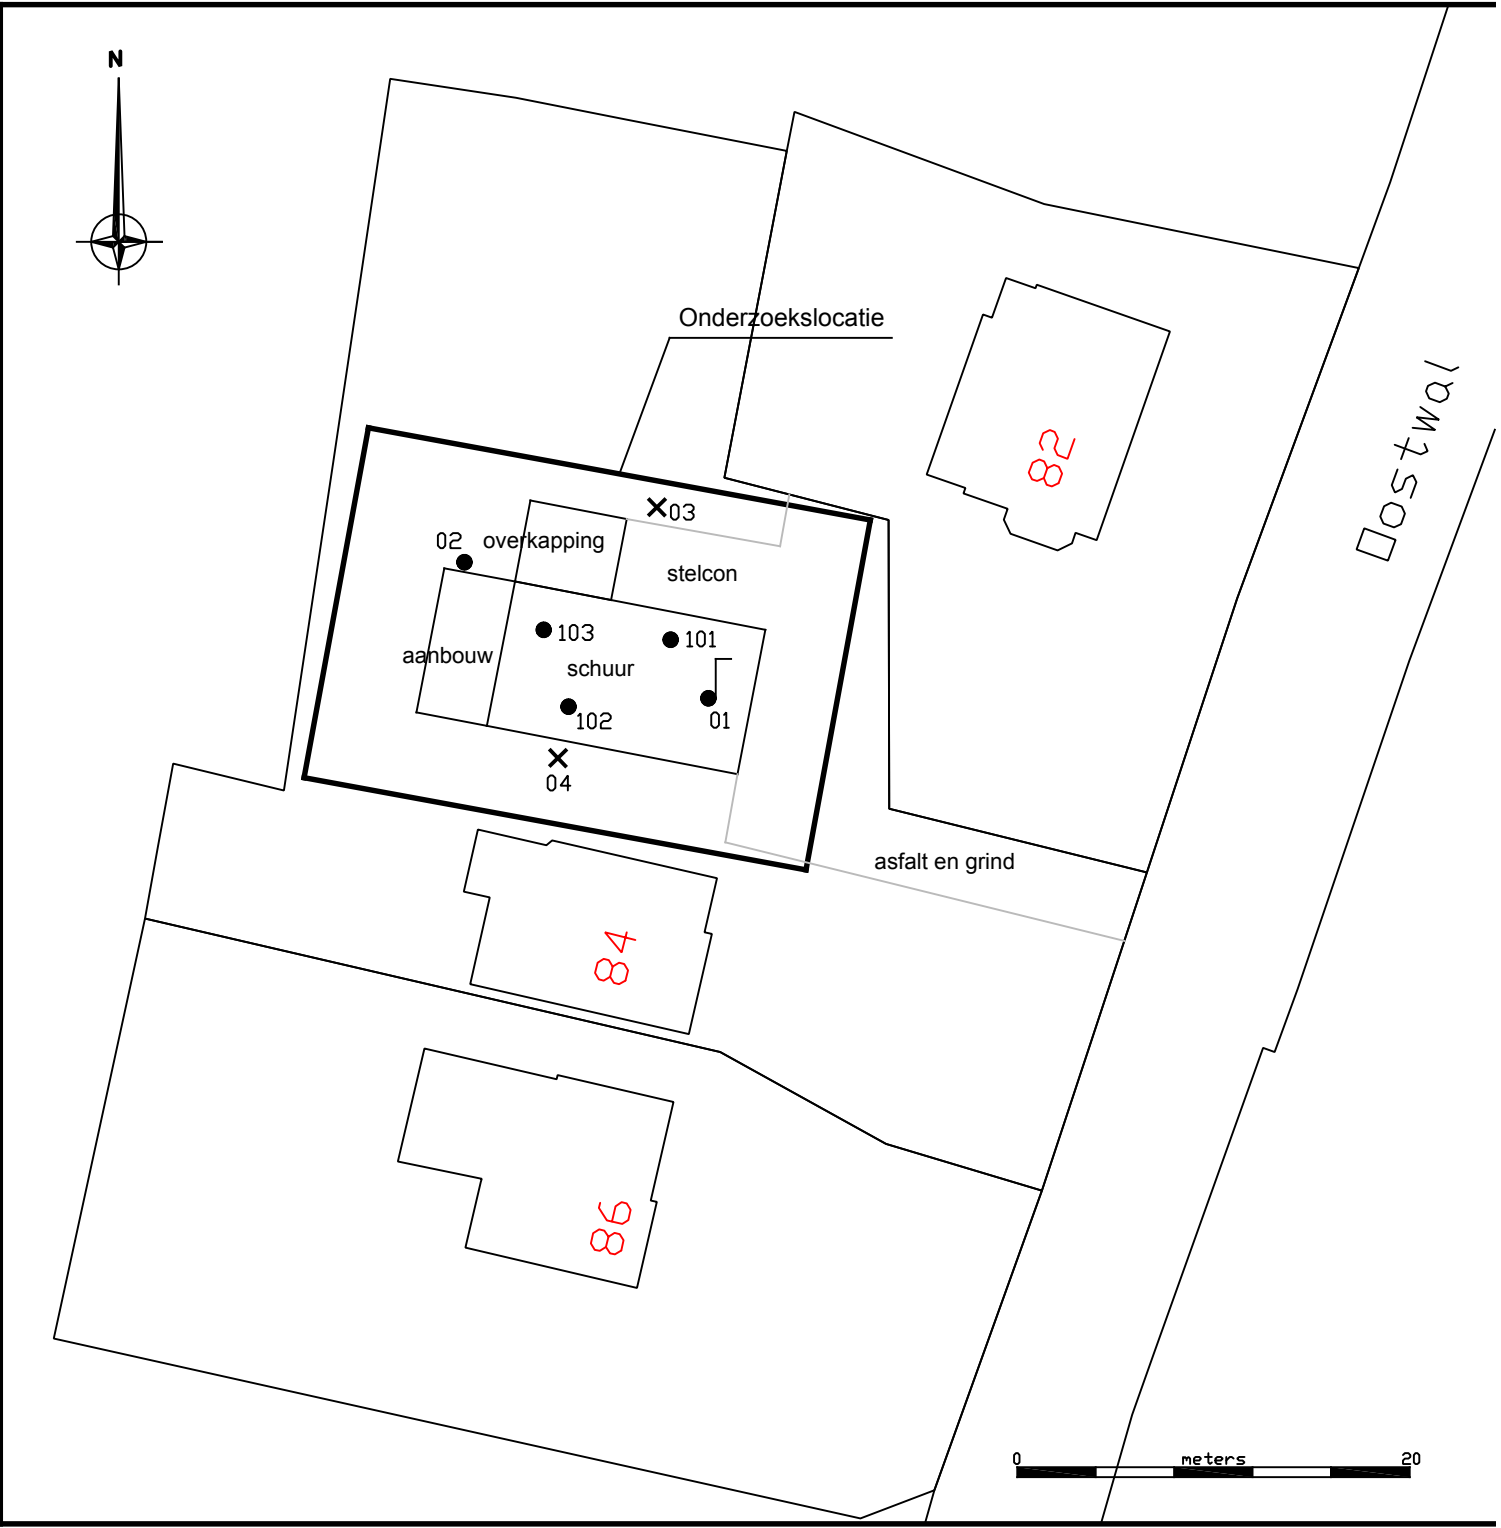 N
Onderzoekslocatie
82
Oostwal
03
02
overkapping
stelcon
103
101
aanbouw
schuur
102
01
04
asfalt en grind
84
86
0 meters 20